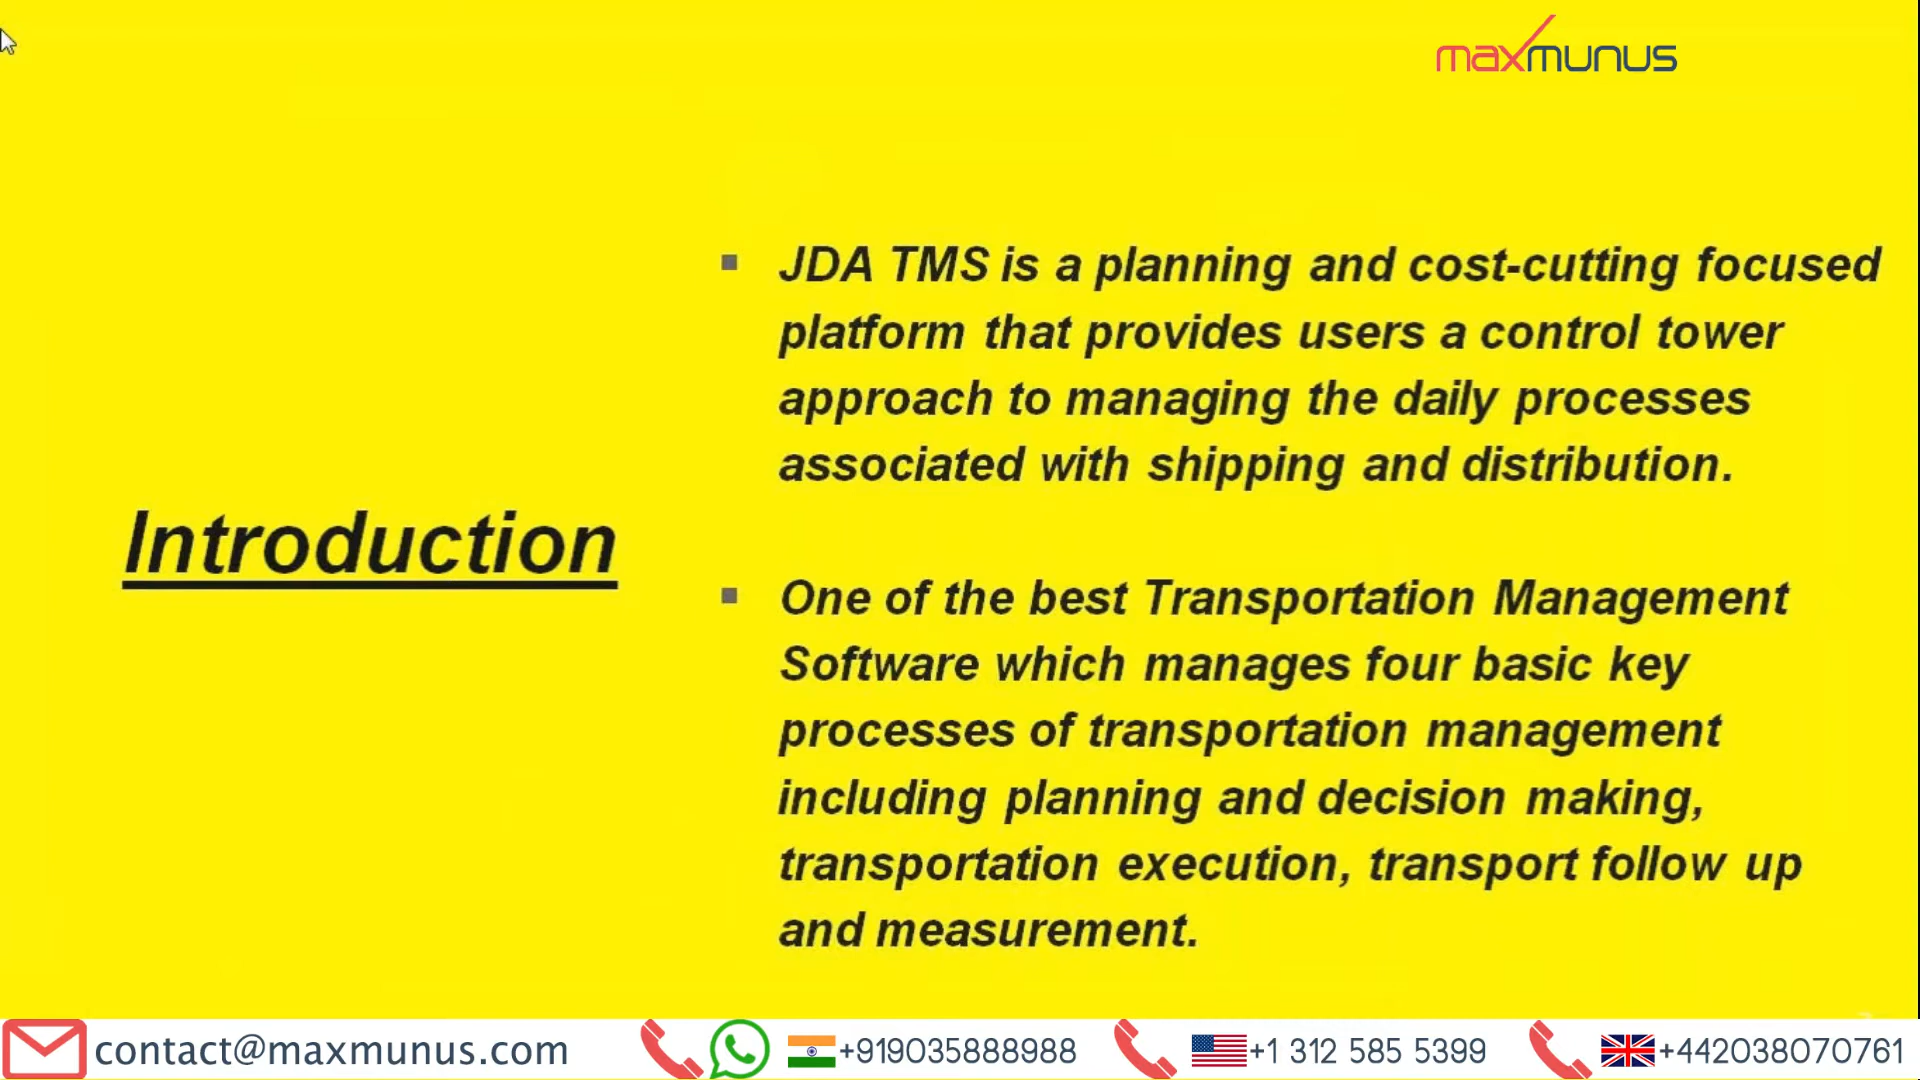 maxmunus
JDA TMS is a planning and cost-cutting focused
platform that provides users a control tower
approach to managing the daily processes
associated with shipping and distribution.
Introduction
One of the best Transportation Management
Software which manages four basic key
processes of transportation management
including planning and decision making,
transportation execution, transport follow up
and measurement.
contact@maxmunus.com +919035888988 +1 312 585 5399 +442038070761